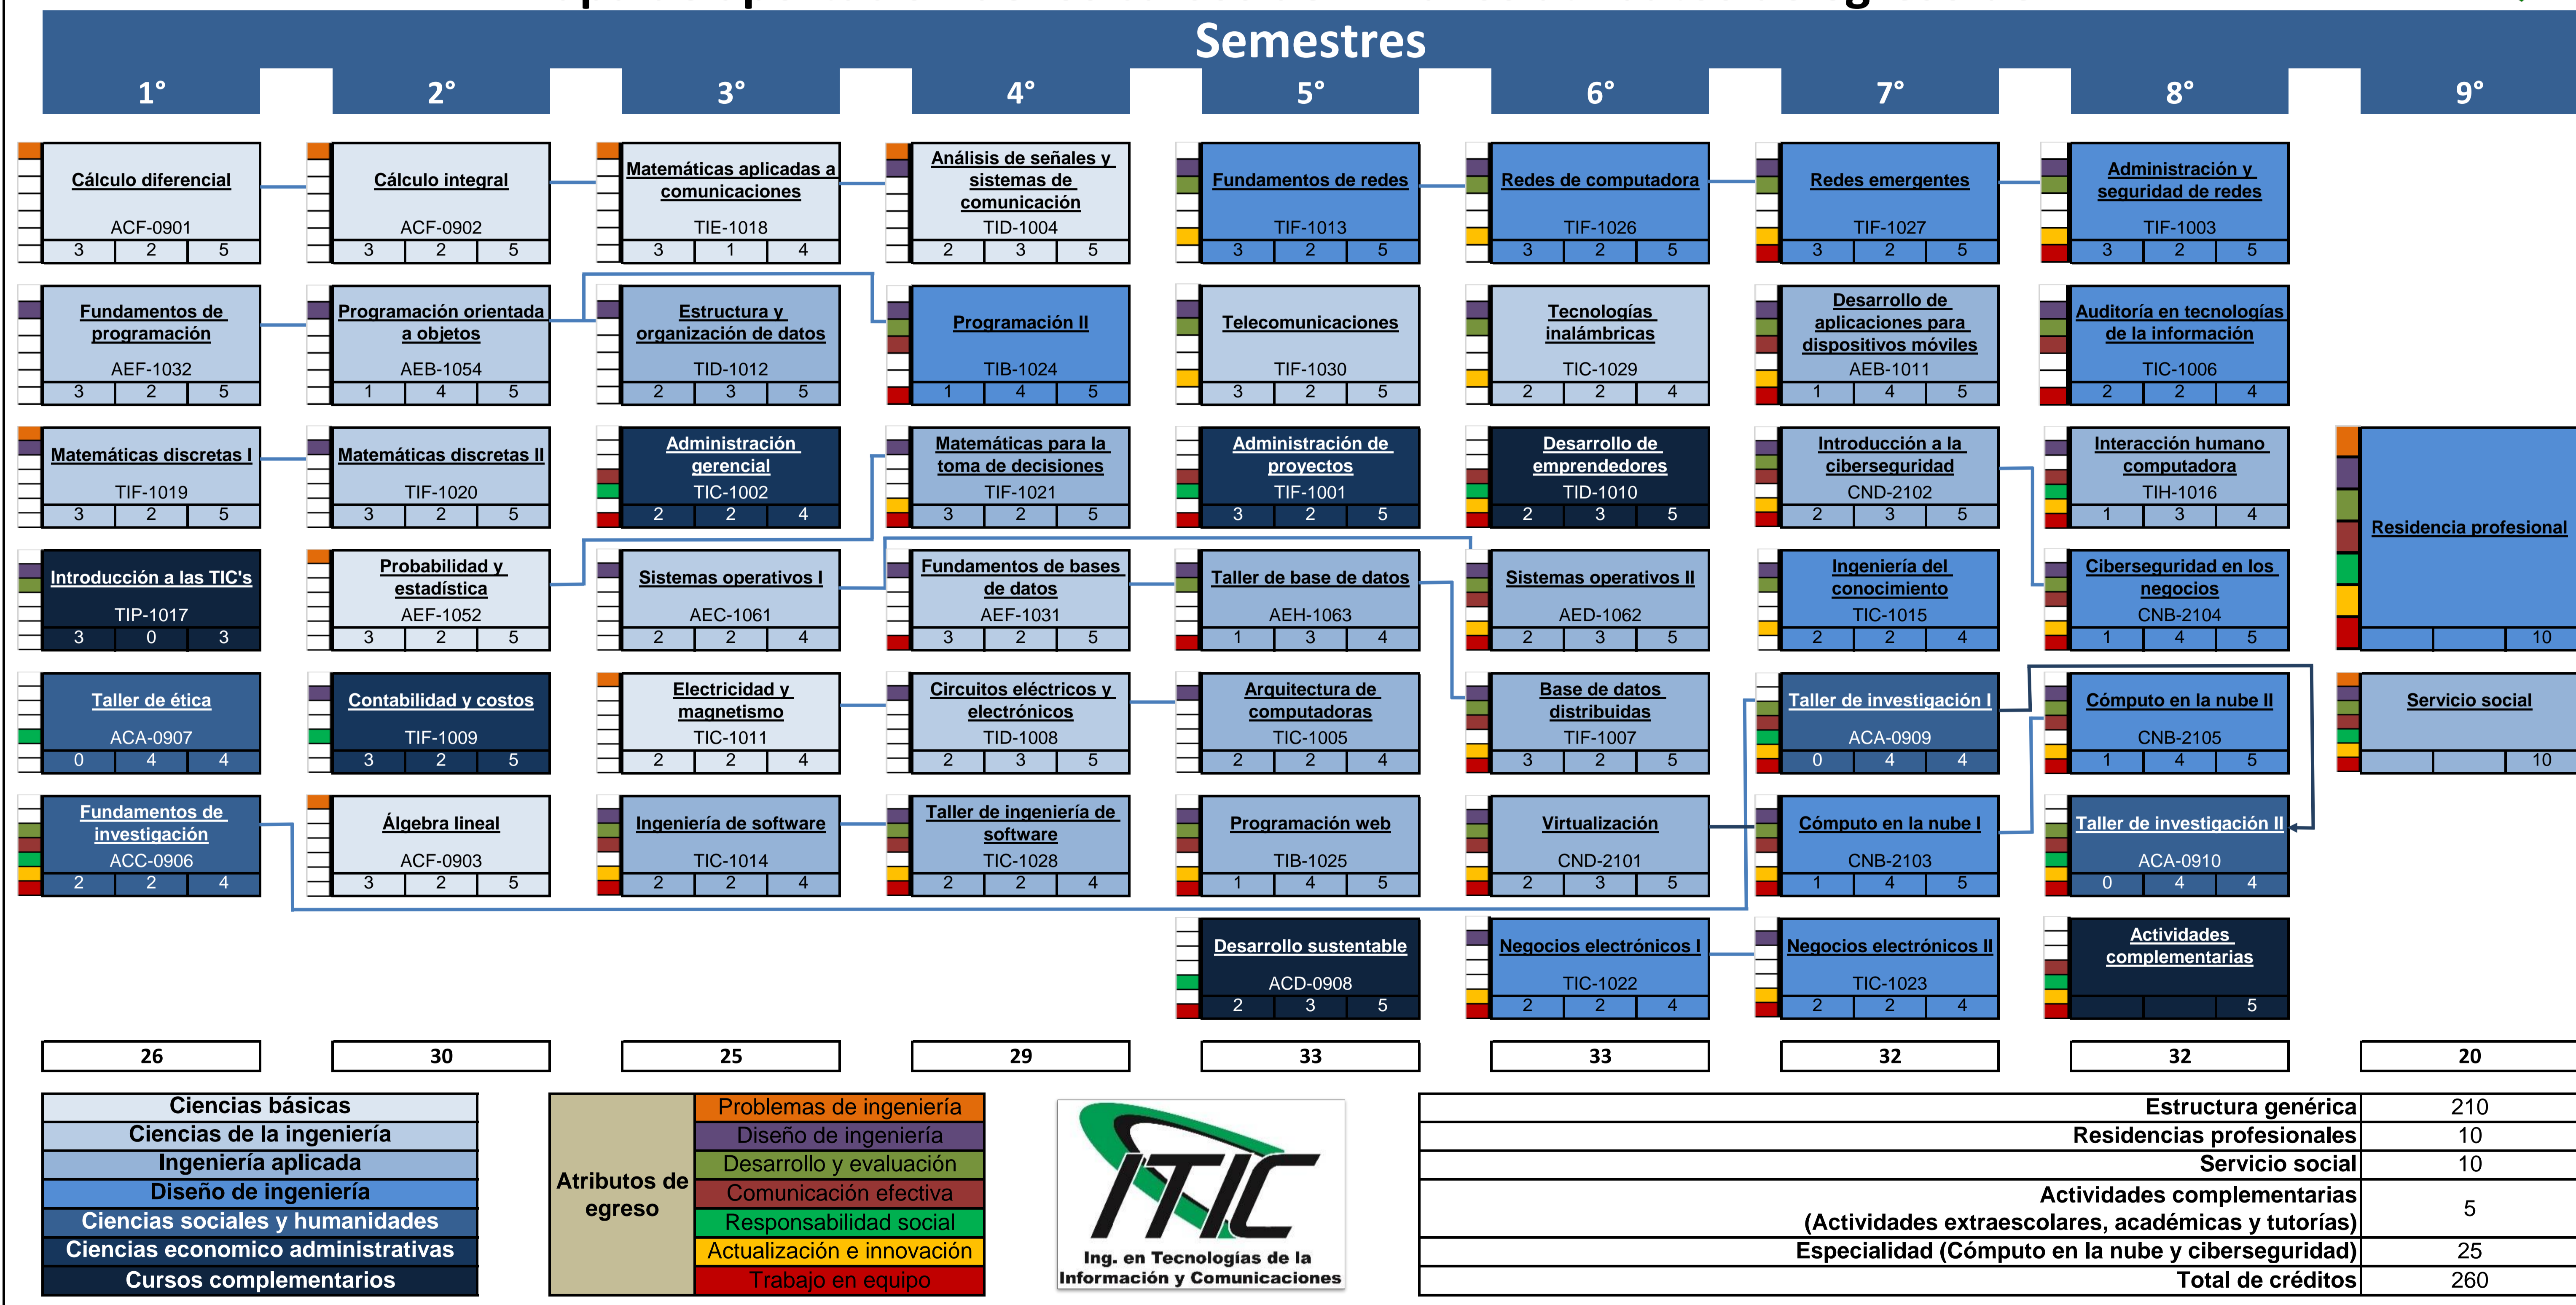 Semestres
1° 2° 3° 4° 5° 6° 7° 8° 9°
Cálculo diferencial
ACF-0901
3 2 5
Cálculo integral
ACF-0902
3 2 5
Matemáticas aplicadas a
comunicaciones
TIE-1018
3 1 4
Análisis de señales y
sistemas de
comunicación
TID-1004
2 3 5
Fundamentos de redes
TIF-1013
3 2 5
Redes de computadora
TIF-1026
3 2 5
Redes emergentes
TIF-1027
3 2 5
Administración y
seguridad de redes
TIF-1003
3 2 5
Fundamentos de
programación
AEF-1032
3 2 5
Programación orientada
a objetos
AEB-1054
1 4 5
Estructura y
organización de datos
TID-1012
2 3 5
Programación II
TIB-1024
1 4 5
Telecomunicaciones
TIF-1030
3 2 5
Tecnologías
inalámbricas
TIC-1029
2 2 4
Desarrollo de
aplicaciones para
dispositivos móviles
AEB-1011
1 4 5
Auditoría en tecnologías
de la información
TIC-1006
2 2 4
Matemáticas discretas I
TIF-1019
3 2 5
Matemáticas discretas II
TIF-1020
3 2 5
Administración
gerencial
TIC-1002
2 2 4
Matemáticas para la
toma de decisiones
TIF-1021
3 2 5
Administración de
proyectos
TIF-1001
3 2 5
Desarrollo de
emprendedores
TID-1010
2 3 5
Introducción a la
ciberseguridad
CND-2102
2 3 5
Interacción humano
computadora
TIH-1016
1 3 4
Residencia profesional
10
Introducción a las TIC's
TIP-1017
3 0 3
Probabilidad y
estadística
AEF-1052
3 2 5
Sistemas operativos I
AEC-1061
2 2 4
Fundamentos de bases
de datos
AEF-1031
3 2 5
Taller de base de datos
AEH-1063
1 3 4
Sistemas operativos II
AED-1062
2 3 5
Ingeniería del
conocimiento
TIC-1015
2 2 4
Ciberseguridad en los
negocios
CNB-2104
1 4 5
Taller de ética
ACA-0907
0 4 4
Contabilidad y costos
TIF-1009
3 2 5
Electricidad y
magnetismo
TIC-1011
2 2 4
Circuitos eléctricos y
electrónicos
TID-1008
2 3 5
Arquitectura de
computadoras
TIC-1005
2 2 4
Base de datos
distribuidas
TIF-1007
3 2 5
Taller de investigación I
ACA-0909
0 4 4
Cómputo en la nube II
CNB-2105
1 4 5
Servicio social
10
Fundamentos de
investigación
ACC-0906
2 2 4
Álgebra lineal
ACF-0903
3 2 5
Ingeniería de software
TIC-1014
2 2 4
Taller de ingeniería de
software
TIC-1028
2 2 4
Programación web
TIB-1025
1 4 5
Virtualización
CND-2101
2 3 5
Cómputo en la nube I
CNB-2103
1 4 5
Taller de investigación II
ACA-0910
0 4 4
Desarrollo sustentable
ACD-0908
2 3 5
Negocios electrónicos I
TIC-1022
2 2 4
Negocios electrónicos II
TIC-1023
2 2 4
Actividades
complementarias
5
26 30 25 29 33 33 32 32 20
Ciencias básicas
Ciencias de la ingeniería
Ingeniería aplicada
Diseño de ingeniería
Ciencias sociales y humanidades
Ciencias economico administrativas
Cursos complementarios
Atributos de
egreso
Problemas de ingeniería
Diseño de ingeniería
Desarrollo y evaluación
Comunicación efectiva
Responsabilidad social
Actualización e innovación
Trabajo en equipo
ITIC
Ing. en Tecnologías de la
Información y Comunicaciones
Estructura genérica 210
Residencias profesionales 10
Servicio social 10
Actividades complementarias
(Actividades extraescolares, académicas y tutorías) 5
Especialidad (Cómputo en la nube y ciberseguridad) 25
Total de créditos 260